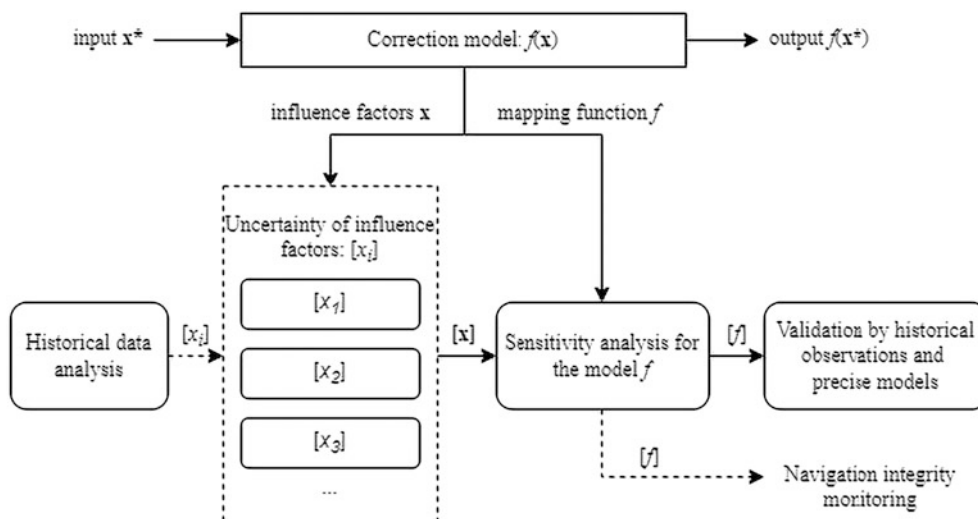 input x*
Correction model: f(x)
output f(x*)
influence factors x
mapping function f
Uncertainty of influence
factors: [xᵢ]
[x₁]
[x₂]
[x₃]
...
Historical data
analysis
[xᵢ]
[x]
Sensitivity analysis for
the model f
[f]
Validation by historical
observations and
precise models
[f]
Navigation integrity
monitoring